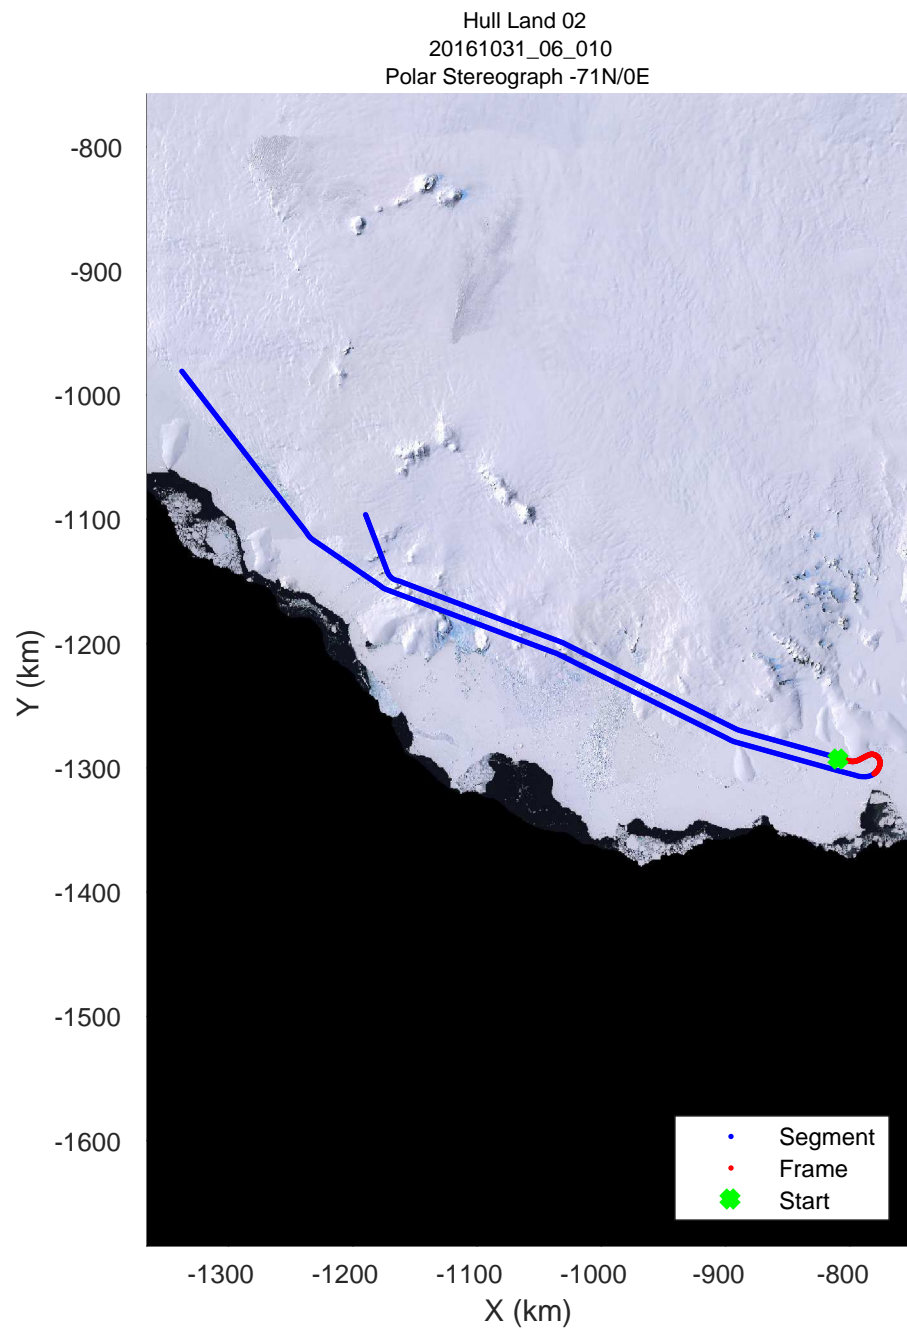 Hull Land 02
20161031_06_010
Polar Stereograph -71N/0E
-800
-900
-1000
-1100
-1200
-1300
-1400
-1500
-1600
Y (km)
Segment
Frame
Start
-1300 -1200 -1100 -1000 -900 -800
X (km)